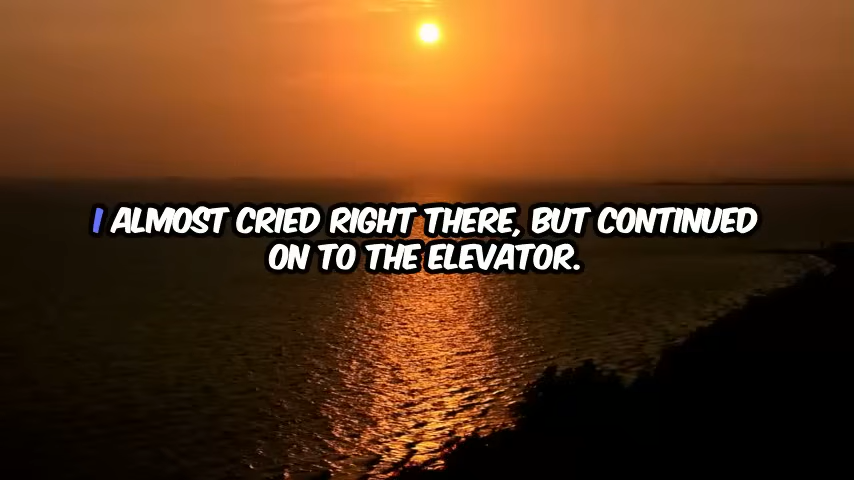 I ALMOST CRIED RIGHT THERE, BUT CONTINUED
ON TO THE ELEVATOR.